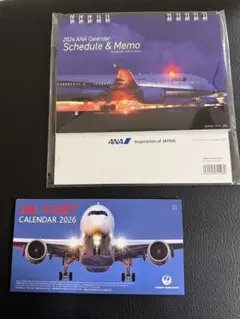 2026 ANA Calendar
Schedule & Memo
ANA Inspiration of JAPAN
JAL FLEET
CALENDAR 2026